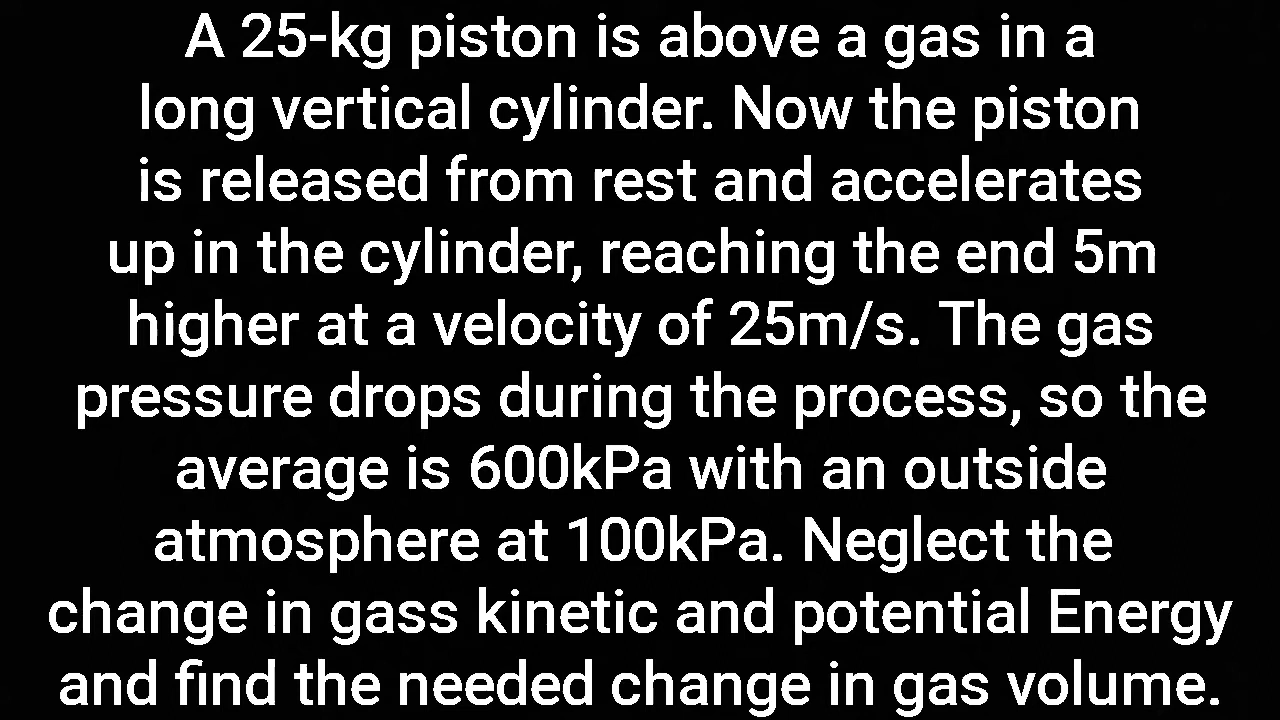 A 25-kg piston is above a gas in a
long vertical cylinder. Now the piston
is released from rest and accelerates
up in the cylinder, reaching the end 5m
higher at a velocity of 25m/s. The gas
pressure drops during the process, so the
average is 600kPa with an outside
atmosphere at 100kPa. Neglect the
change in gass kinetic and potential Energy
and find the needed change in gas volume.